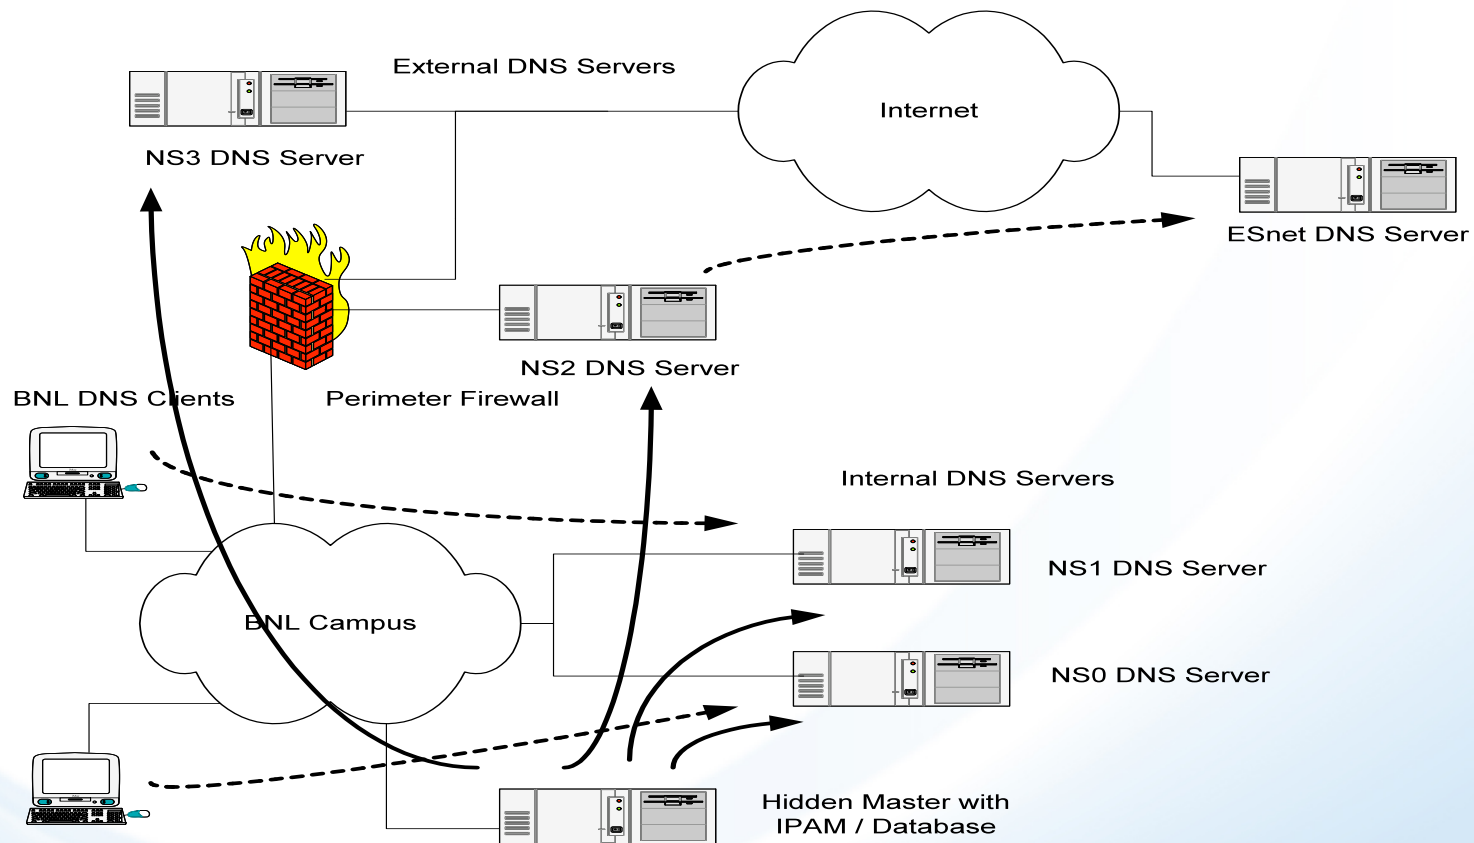 External DNS Servers
Internet
NS3 DNS Server
ESnet DNS Server
NS2 DNS Server
BNL DNS Clients
Perimeter Firewall
Internal DNS Servers
NS1 DNS Server
BNL Campus
NS0 DNS Server
Hidden Master with
IPAM / Database